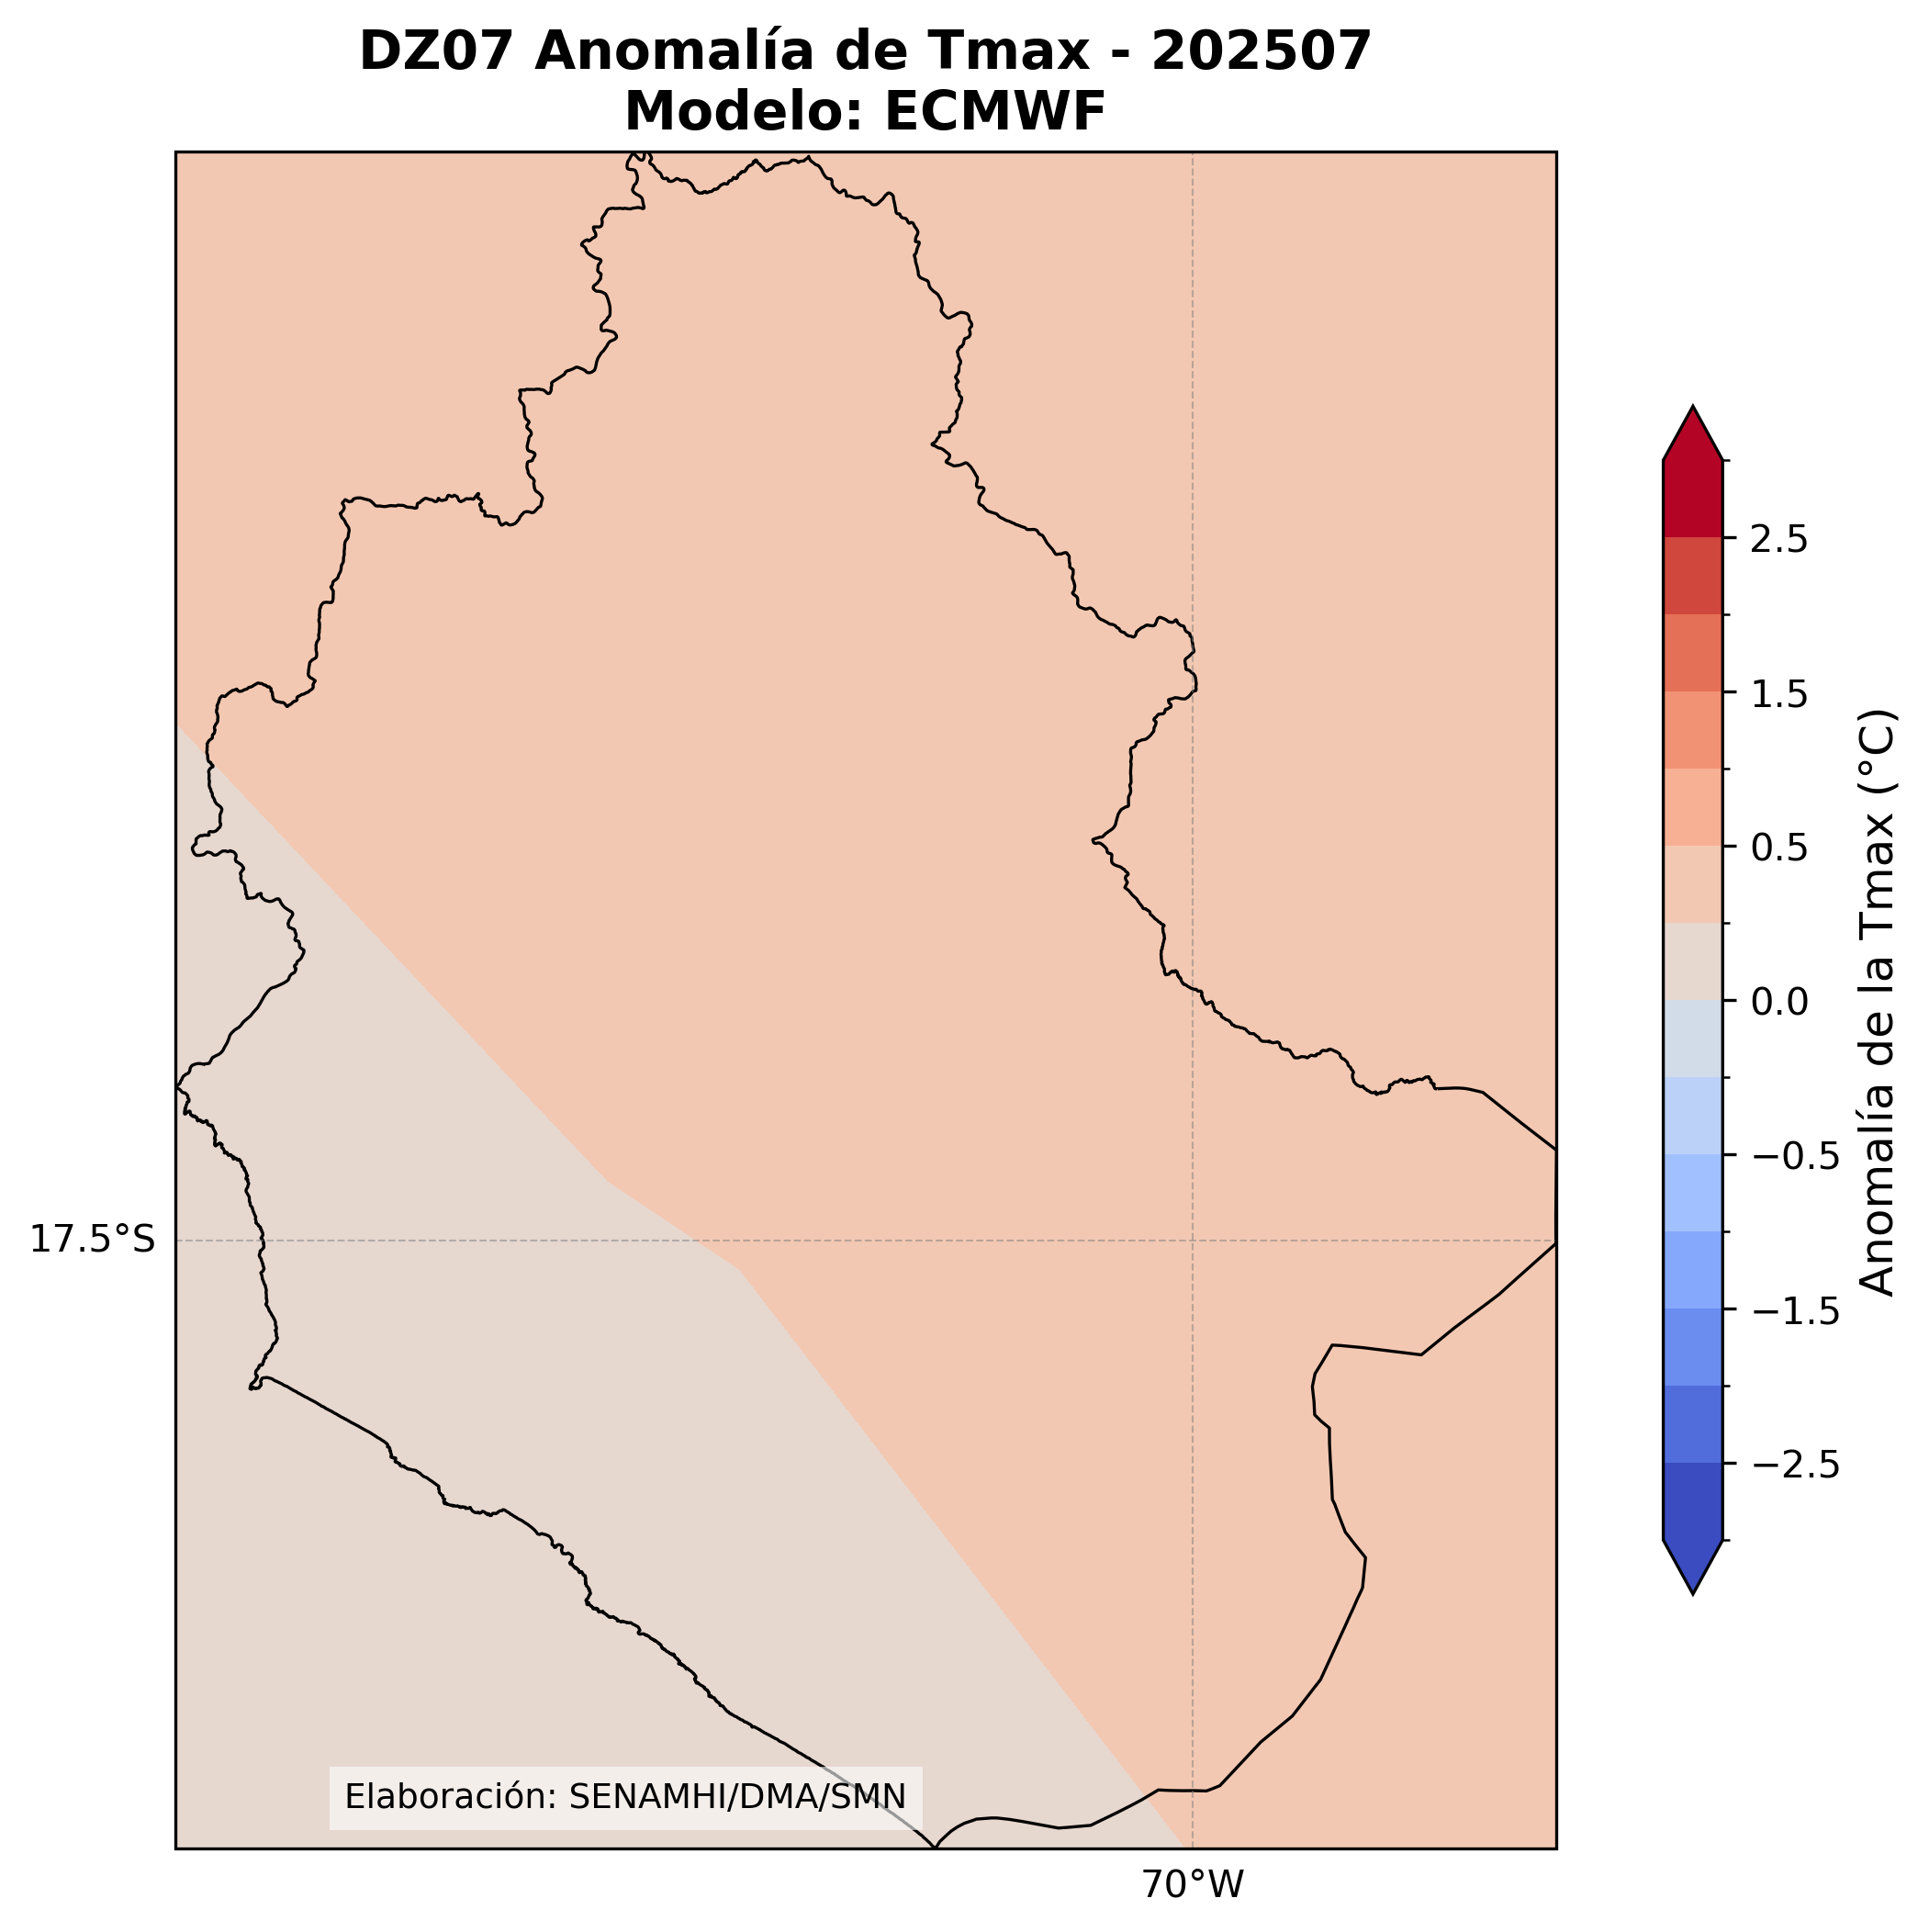 DZ07 Anomalía de Tmax - 202507
Modelo: ECMWF
2.5
1.5
0.5
0.0
−0.5
−1.5
−2.5
Anomalía de la Tmax (°C)
17.5°S
Elaboración: SENAMHI/DMA/SMN
70°W